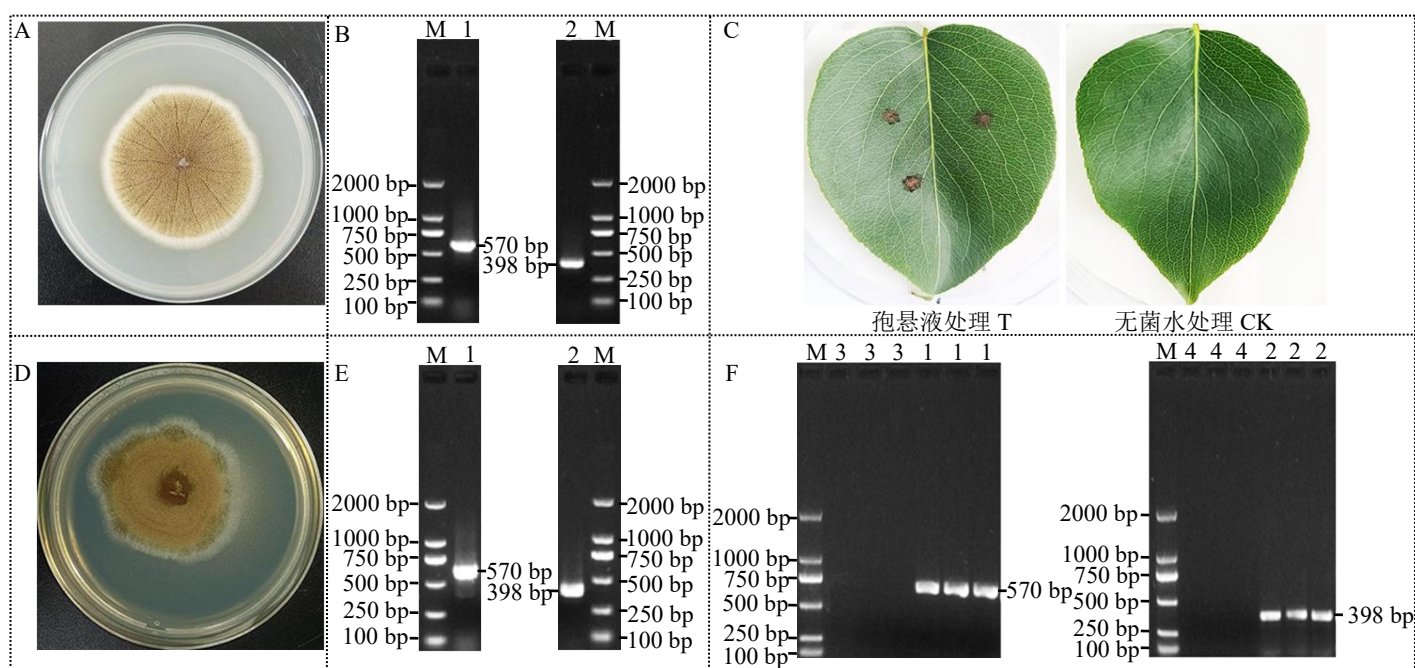 A
M 1
B
2 M
2000 bp
1000 bp
750 bp
500 bp
250 bp
100 bp
570 bp
398 bp
2000 bp
1000 bp
750 bp
500 bp
250 bp
100 bp
C
孢悬液处理 T
无菌水处理 CK
D
M 1
E
2 M
2000 bp
1000 bp
750 bp
500 bp
250 bp
100 bp
570 bp
398 bp
2000 bp
1000 bp
750 bp
500 bp
250 bp
100 bp
F
M 3 3 3 1 1 1
2000 bp
1000 bp
750 bp
500 bp
250 bp
100 bp
570 bp
M 4 4 4 2 2 2
2000 bp
1000 bp
750 bp
500 bp
250 bp
100 bp
398 bp